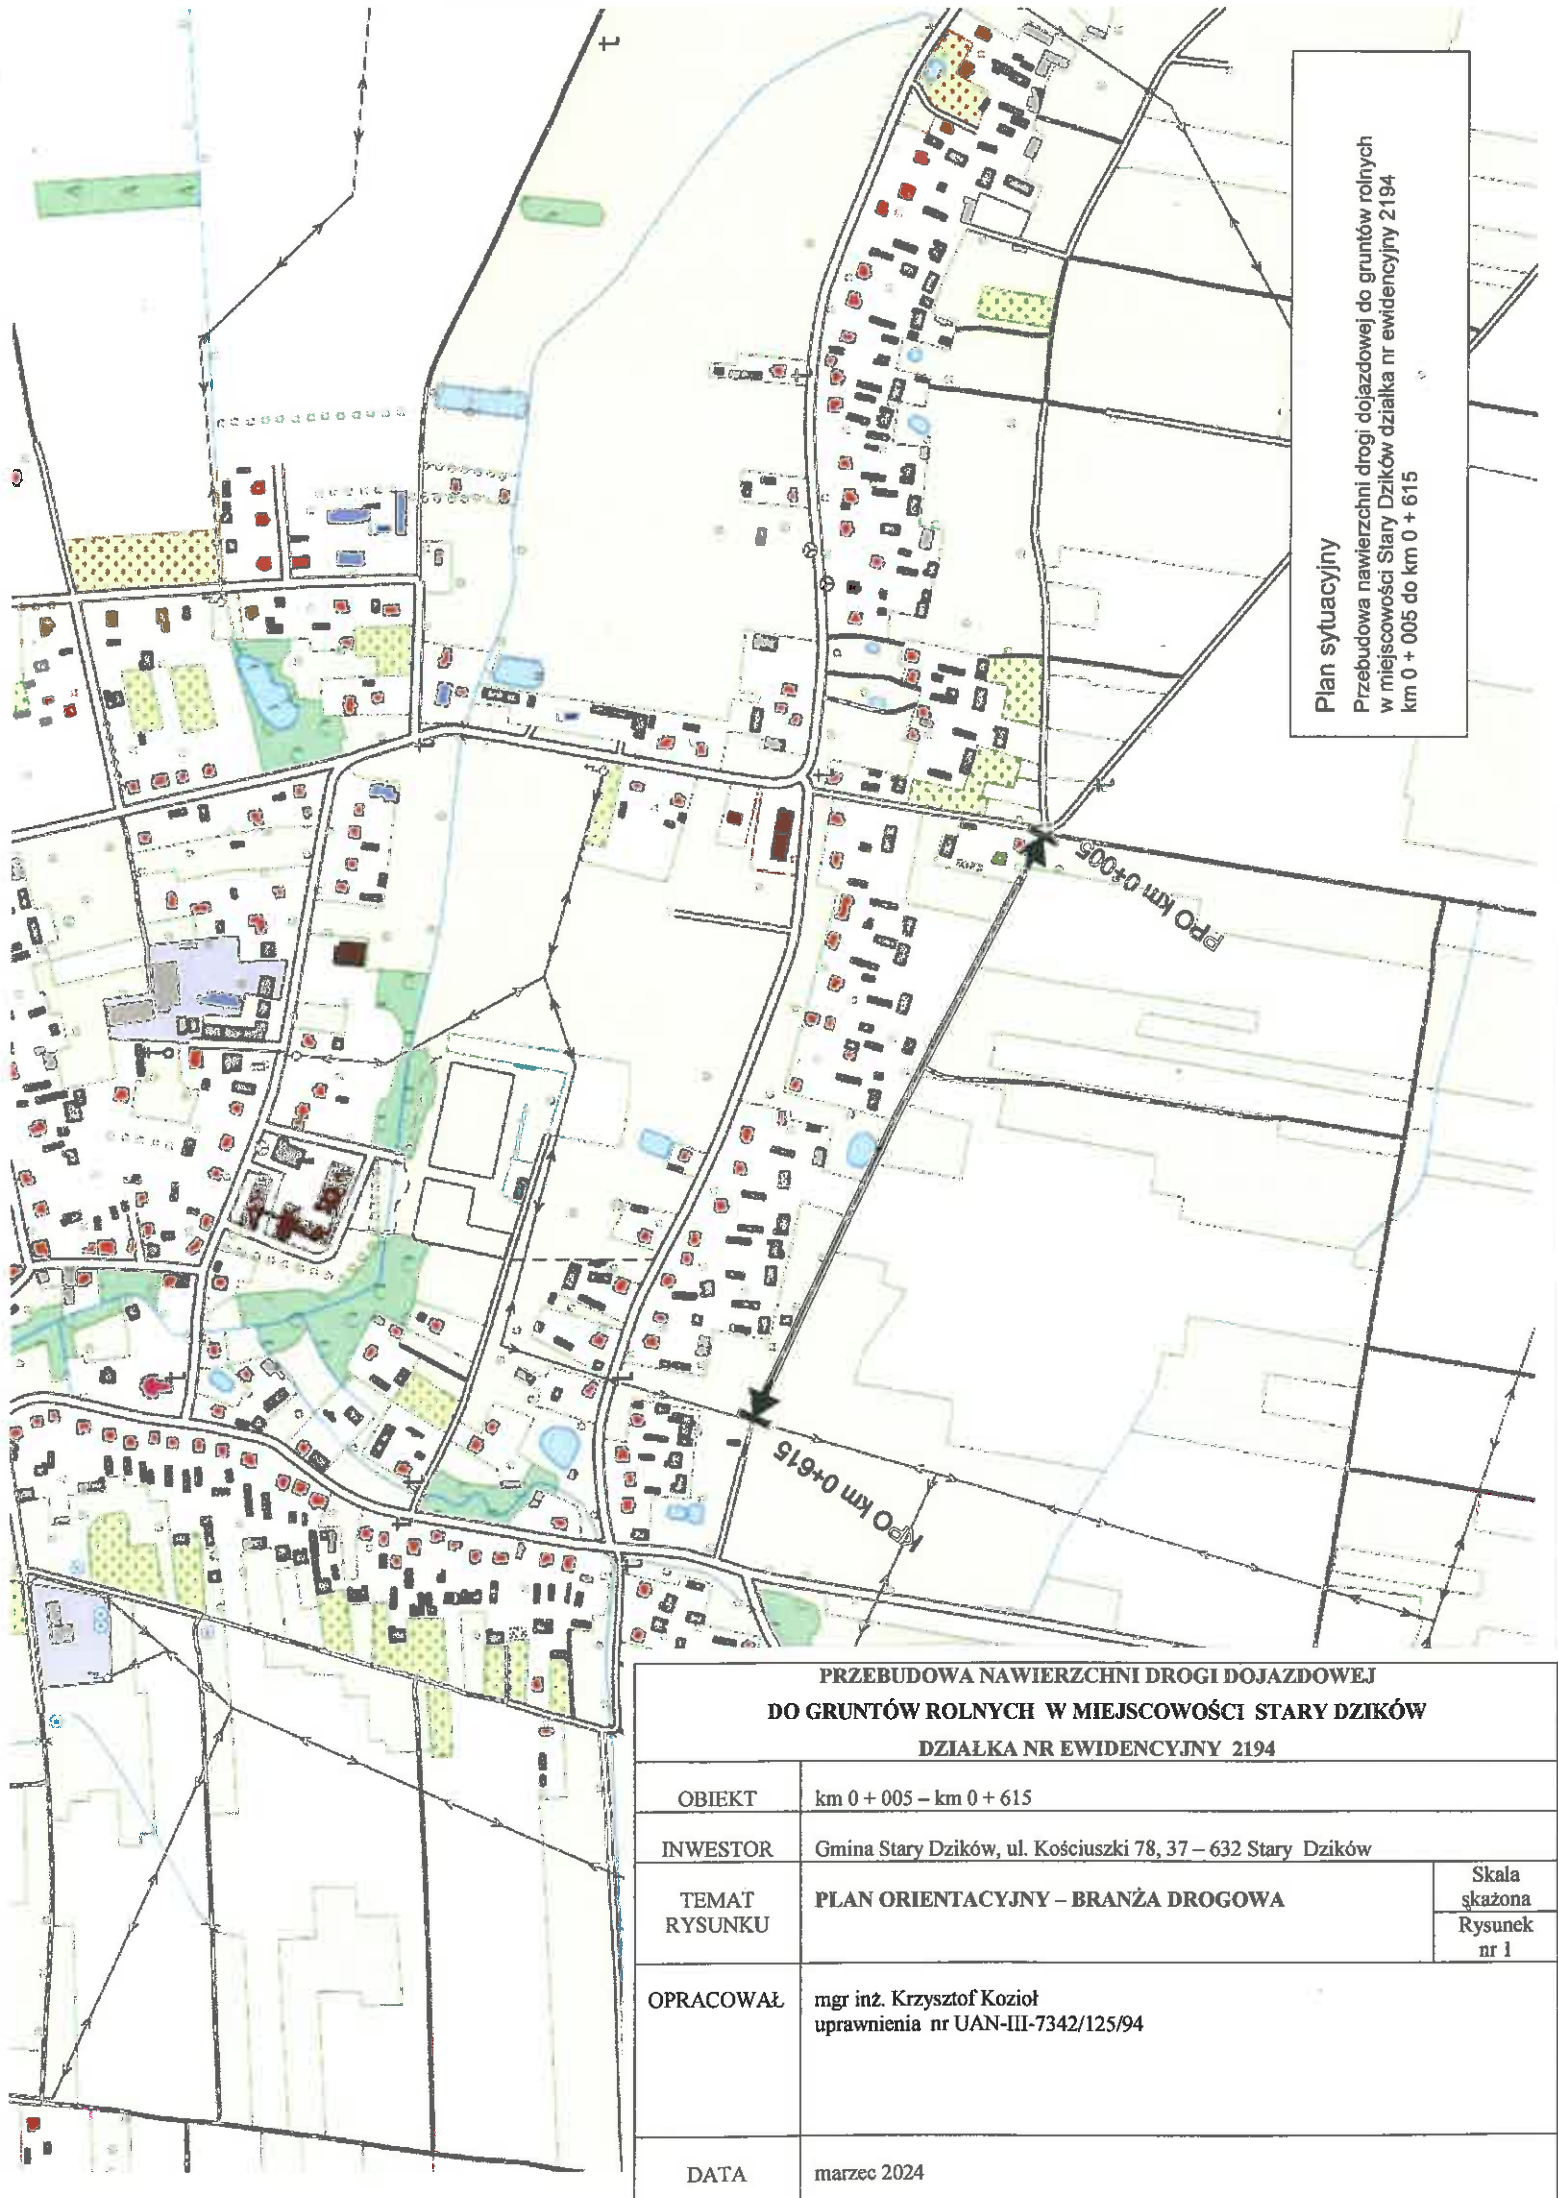 Plan sytuacyjny
Przebudowa nawierzchni drogi dojazdowej do gruntów rolnych
w miejscowości Stary Dzików działka nr ewidencyjny 2194
km 0 + 005 do km 0 + 615
PPO km 0+005
KPO km 0+615
PRZEBUDOWA NAWIERZCHNI DROGI DOJAZDOWEJ
DO GRUNTÓW ROLNYCH W MIEJSCOWOŚCI STARY DZIKÓW
DZIAŁKA NR EWIDENCYJNY 2194
OBIEKT km 0 + 005 – km 0 + 615
INWESTOR Gmina Stary Dzików, ul. Kościuszki 78, 37 – 632 Stary Dzików
TEMAT RYSUNKU PLAN ORIENTACYJNY – BRANŻA DROGOWA
Skala
skażona
Rysunek
nr 1
OPRACOWAŁ mgr inż. Krzysztof Kozioł
uprawnienia nr UAN-III-7342/125/94
DATA marzec 2024